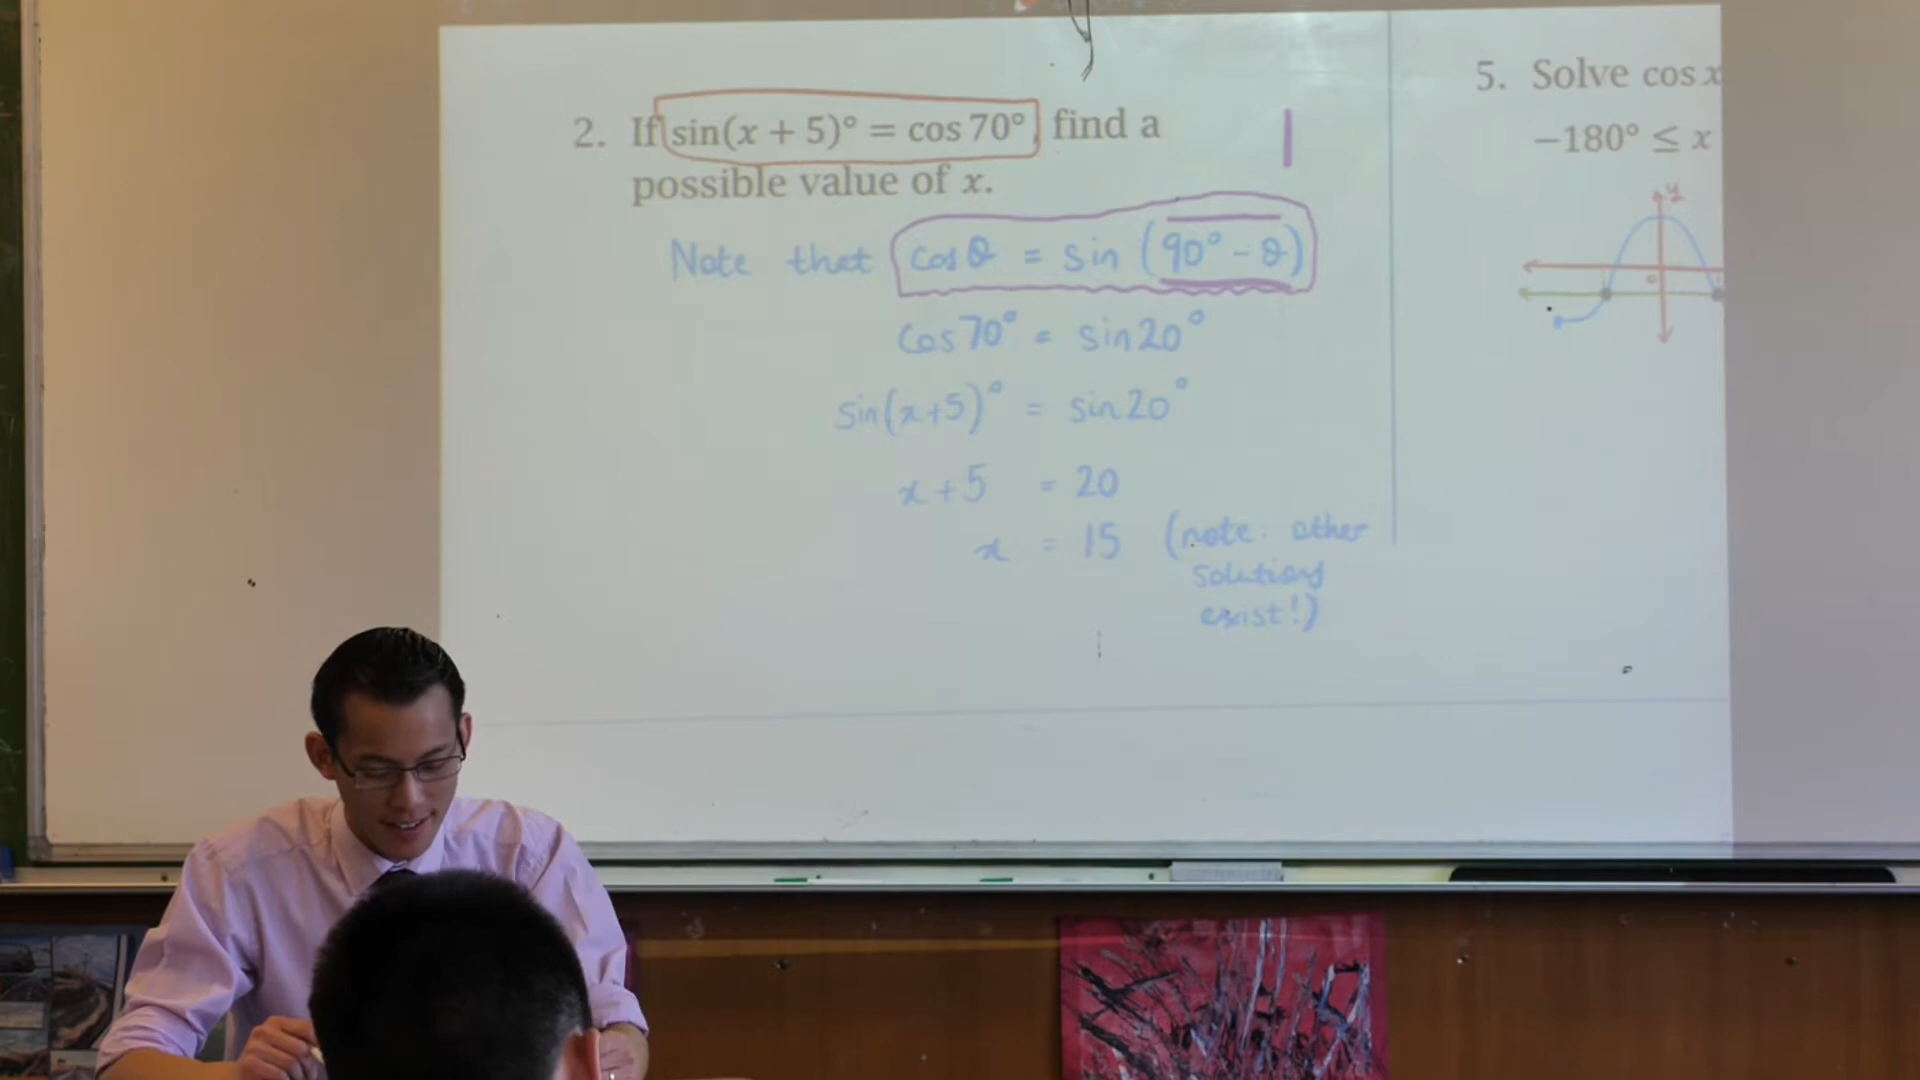 2. If sin(x + 5)° = cos 70°, find a
possible value of x.
Note that cos θ = sin (90° - θ)
cos 70° = sin 20°
sin(x+5)° = sin 20°
x + 5 = 20
x = 15 (note: other
solutions
exist!)
5. Solve cos x
−180° ≤ x
y
0